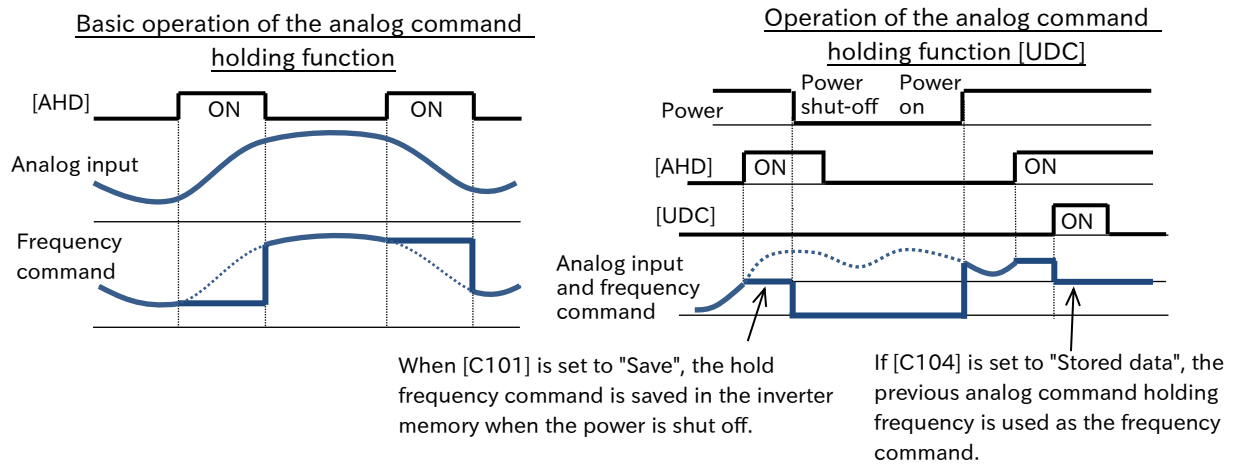 Basic operation of the analog command
holding function
[AHD]
ON
ON
Analog input
Frequency
command
Operation of the analog command
holding function [UDC]
Power
Power
shut-off
Power
on
[AHD]
ON
ON
[UDC]
ON
Analog input
and frequency
command
When [C101] is set to "Save", the hold
frequency command is saved in the inverter
memory when the power is shut off.
If [C104] is set to "Stored data", the
previous analog command holding
frequency is used as the frequency
command.